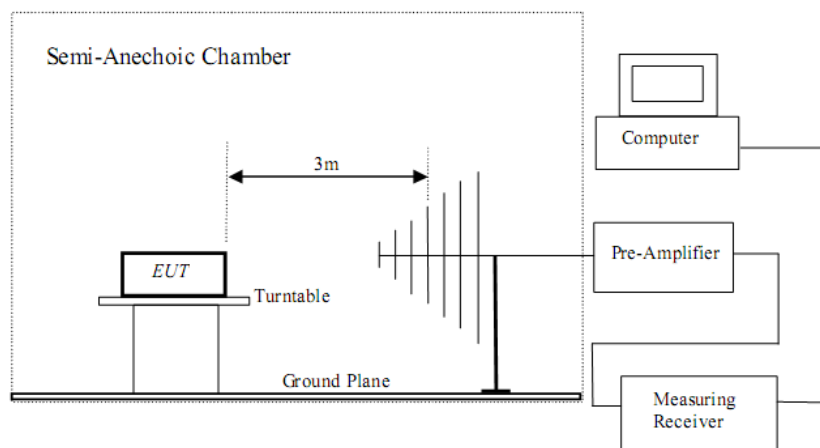 Semi-Anechoic Chamber
Computer
3m
Pre-Amplifier
EUT
Turntable
Ground Plane
Measuring
Receiver